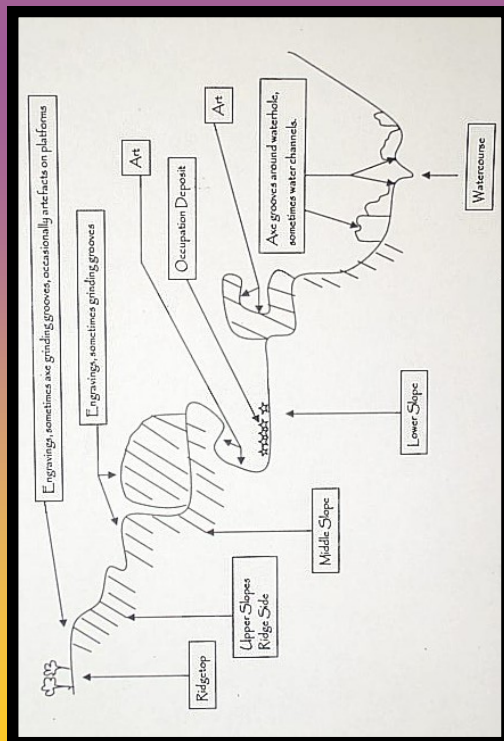 Engravings, sometimes axe grinding grooves, occasionally artefacts on platforms
Engravings, sometimes grinding grooves
Art
Occupation Deposit
Art
Axe grooves around waterhole,
sometimes water channels.
Ridgetop
Upper Slopes
Ridge Side
Middle Slope
Lower Slope
Watercourse